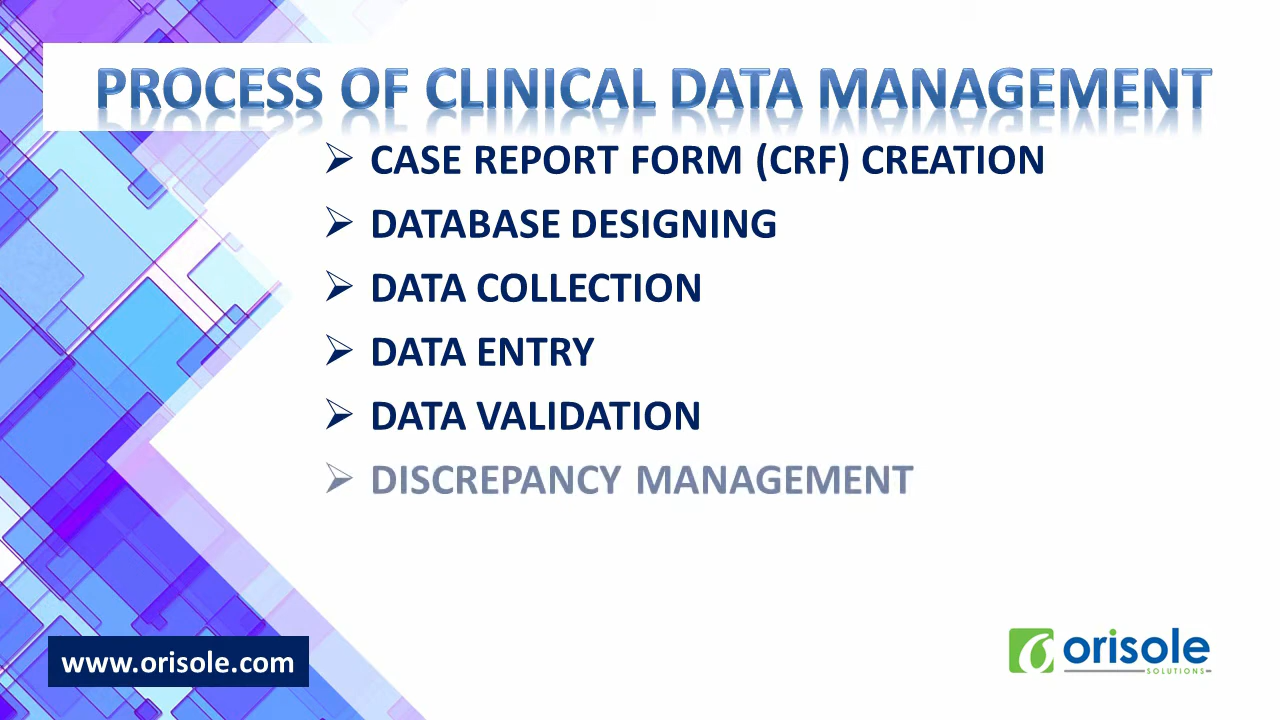 PROCESS OF CLINICAL DATA MANAGEMENT
CASE REPORT FORM (CRF) CREATION
DATABASE DESIGNING
DATA COLLECTION
DATA ENTRY
DATA VALIDATION
DISCREPANCY MANAGEMENT
www.orisole.com
orisole
SOLUTIONS